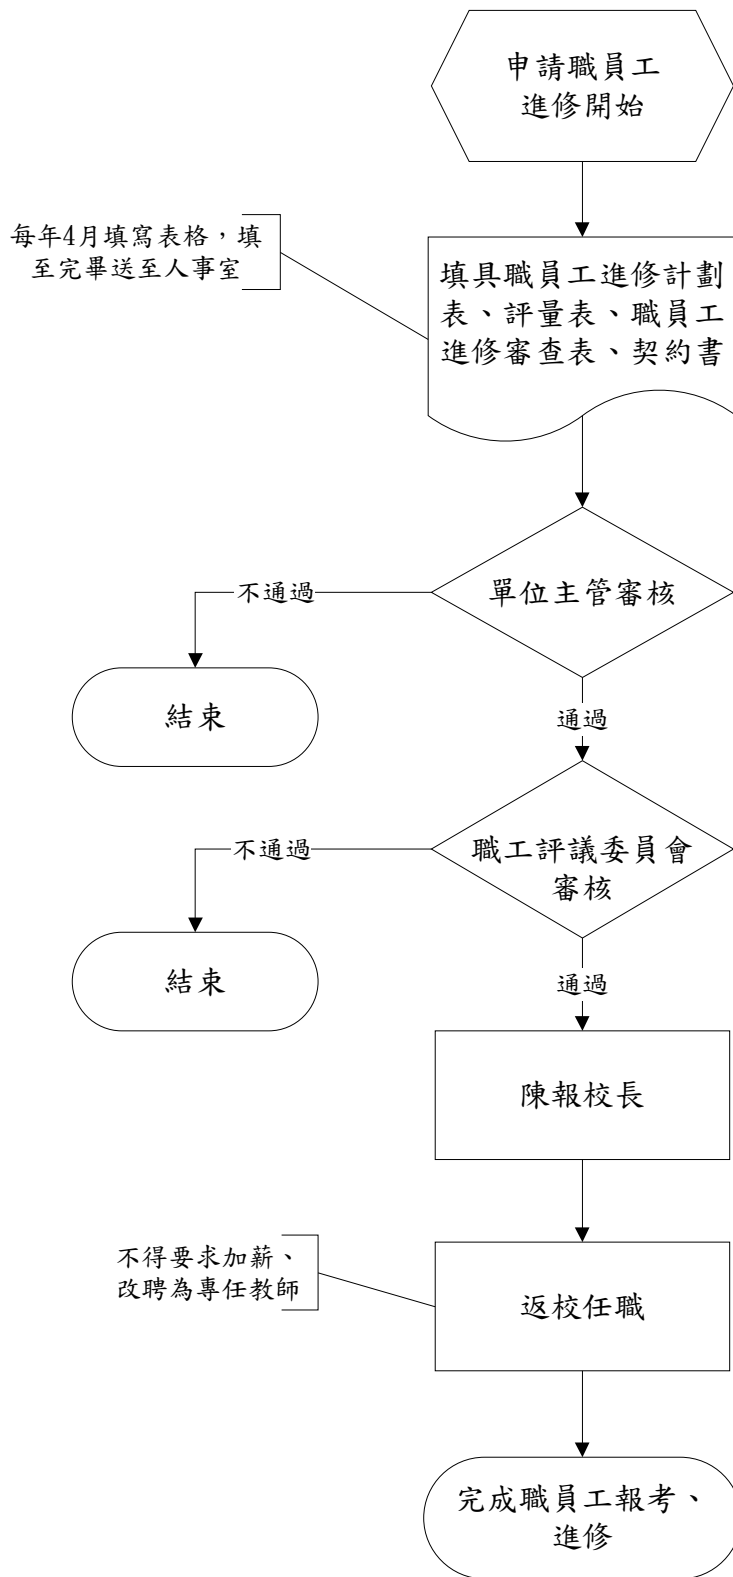 申請職員工
進修開始
每年4月填寫表格，填
至完畢送至人事室
填具職員工進修計劃
表、評量表、職員工
進修審查表、契約書
單位主管審核
不通過
結束
通過
職工評議委員會
審核
不通過
結束
通過
陳報校長
不得要求加薪、
改聘為專任教師
返校任職
完成職員工報考、
進修